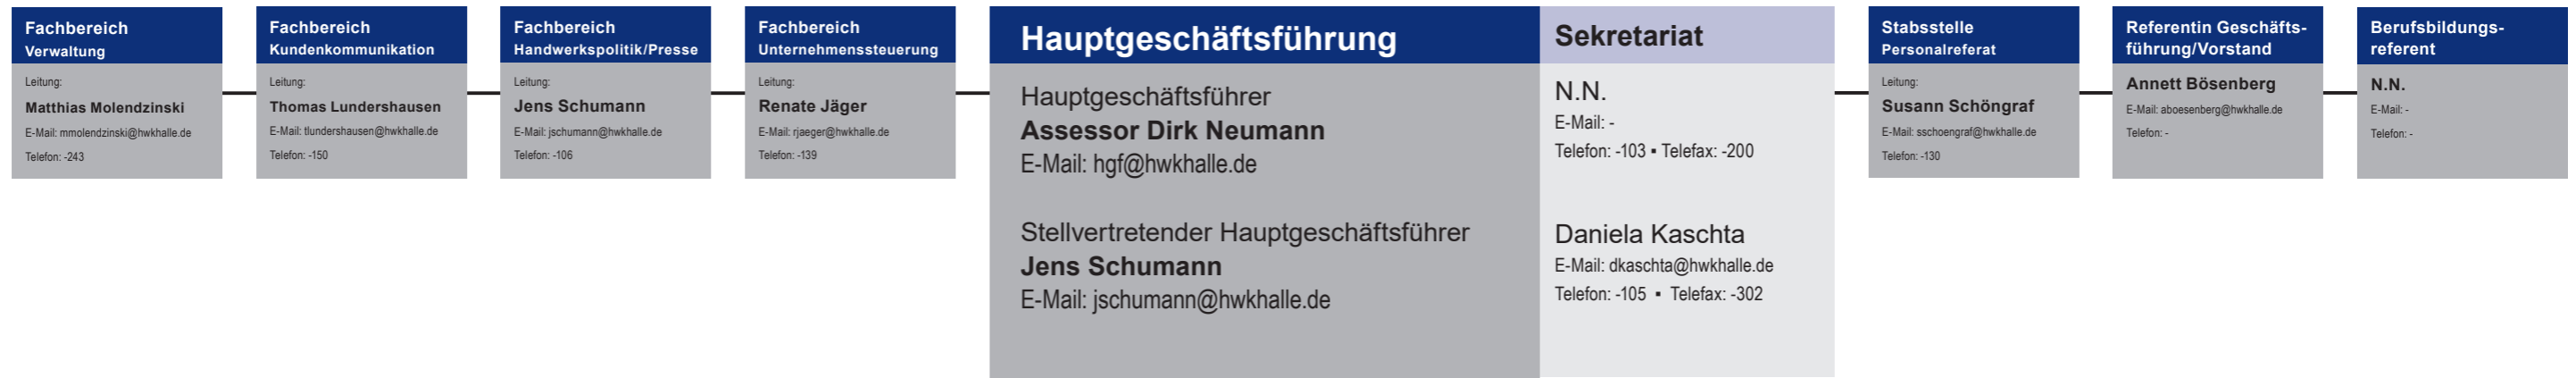 Fachbereich
Verwaltung
Leitung:
Matthias Molendzinski
E-Mail: mmolendzinski@hwkhalle.de
Telefon: -243
Fachbereich
Kundenkommunikation
Leitung:
Thomas Lundershausen
E-Mail: tlundershausen@hwkhalle.de
Telefon: -150
Fachbereich
Handwerkspolitik/Presse
Leitung:
Jens Schumann
E-Mail: jschumann@hwkhalle.de
Telefon: -106
Fachbereich
Unternehmenssteuerung
Leitung:
Renate Jäger
E-Mail: rjaeger@hwkhalle.de
Telefon: -139
Hauptgeschäftsführung
Hauptgeschäftsführer
Assessor Dirk Neumann
E-Mail: hgf@hwkhalle.de
Stellvertretender Hauptgeschäftsführer
Jens Schumann
E-Mail: jschumann@hwkhalle.de
Sekretariat
N.N.
E-Mail: -
Telefon: -103 ▪ Telefax: -200
Daniela Kaschta
E-Mail: dkaschta@hwkhalle.de
Telefon: -105 ▪ Telefax: -302
Stabsstelle
Personalreferat
Leitung:
Susann Schöngraf
E-Mail: sschoengraf@hwkhalle.de
Telefon: -130
Referentin Geschäfts-
führung/Vorstand
Annett Bösenberg
E-Mail: aboesenberg@hwkhalle.de
Telefon: -
Berufsbildungs-
referent
N.N.
E-Mail: -
Telefon: -